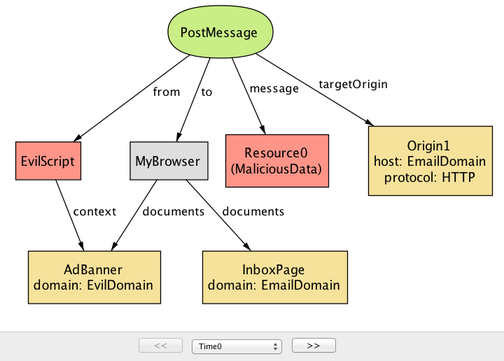 PostMessage
from
to
message
targetOrigin
EvilScript
MyBrowser
Resource0
(MaliciousData)
Origin1
host: EmailDomain
protocol: HTTP
context
documents
documents
AdBanner
domain: EvilDomain
InboxPage
domain: EmailDomain
<<
Time0
>>